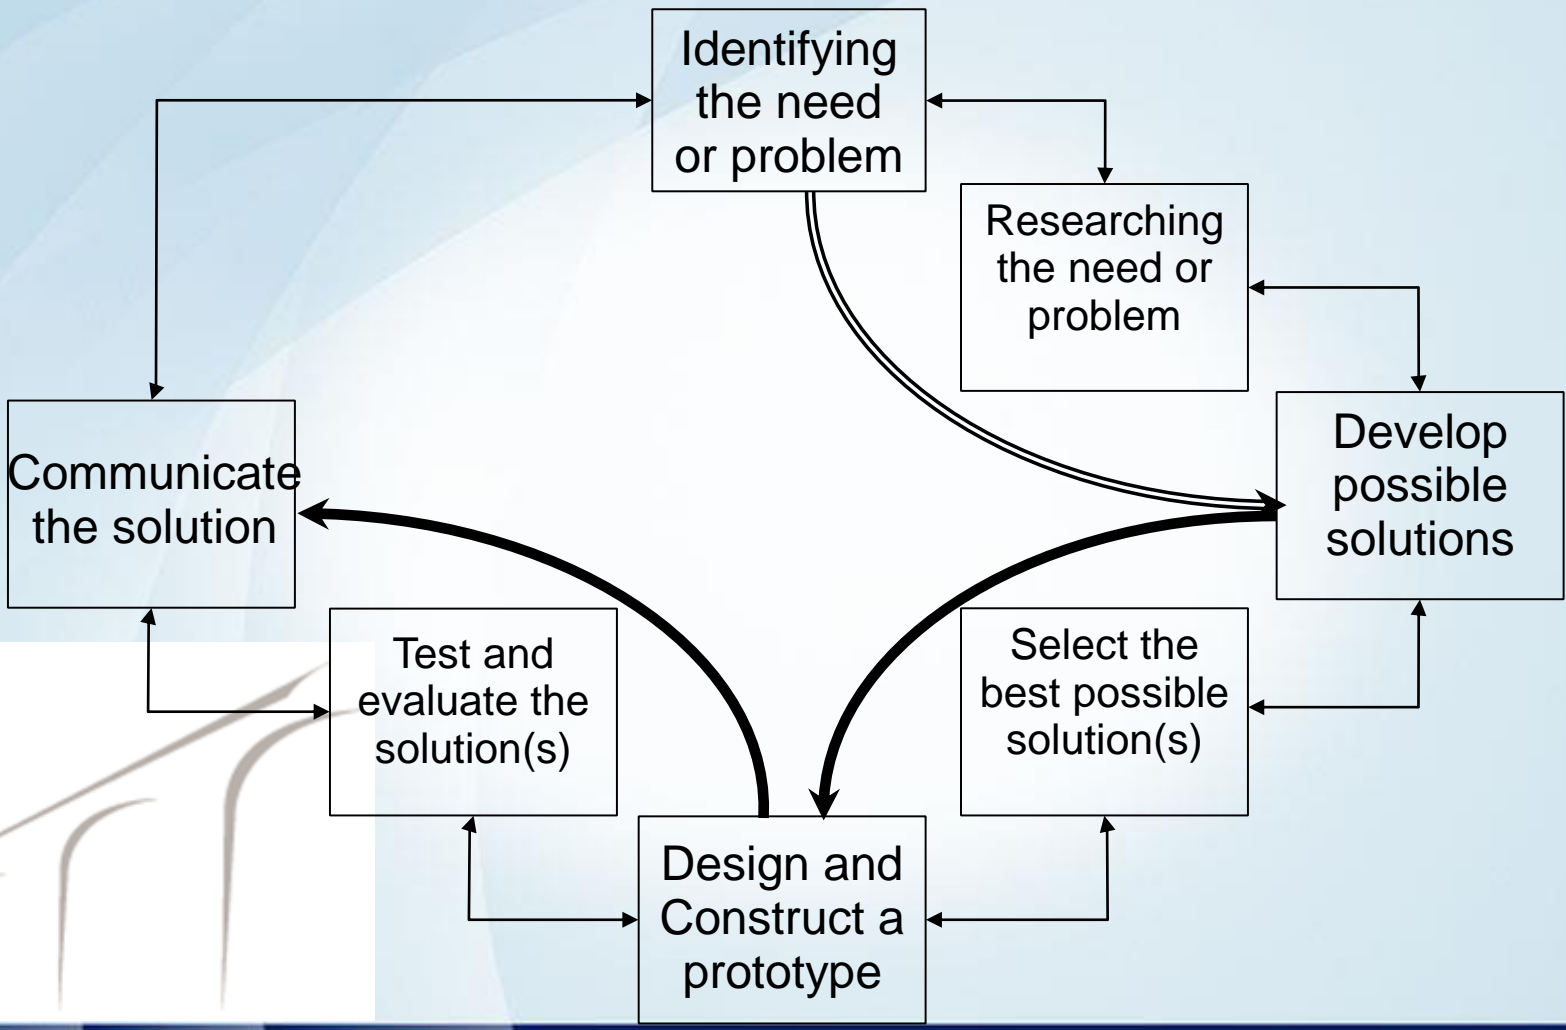 Identifying
the need
or problem
Researching
the need or
problem
Develop
possible
solutions
Select the
best possible
solution(s)
Design and
Construct a
prototype
Test and
evaluate the
solution(s)
Communicate
the solution